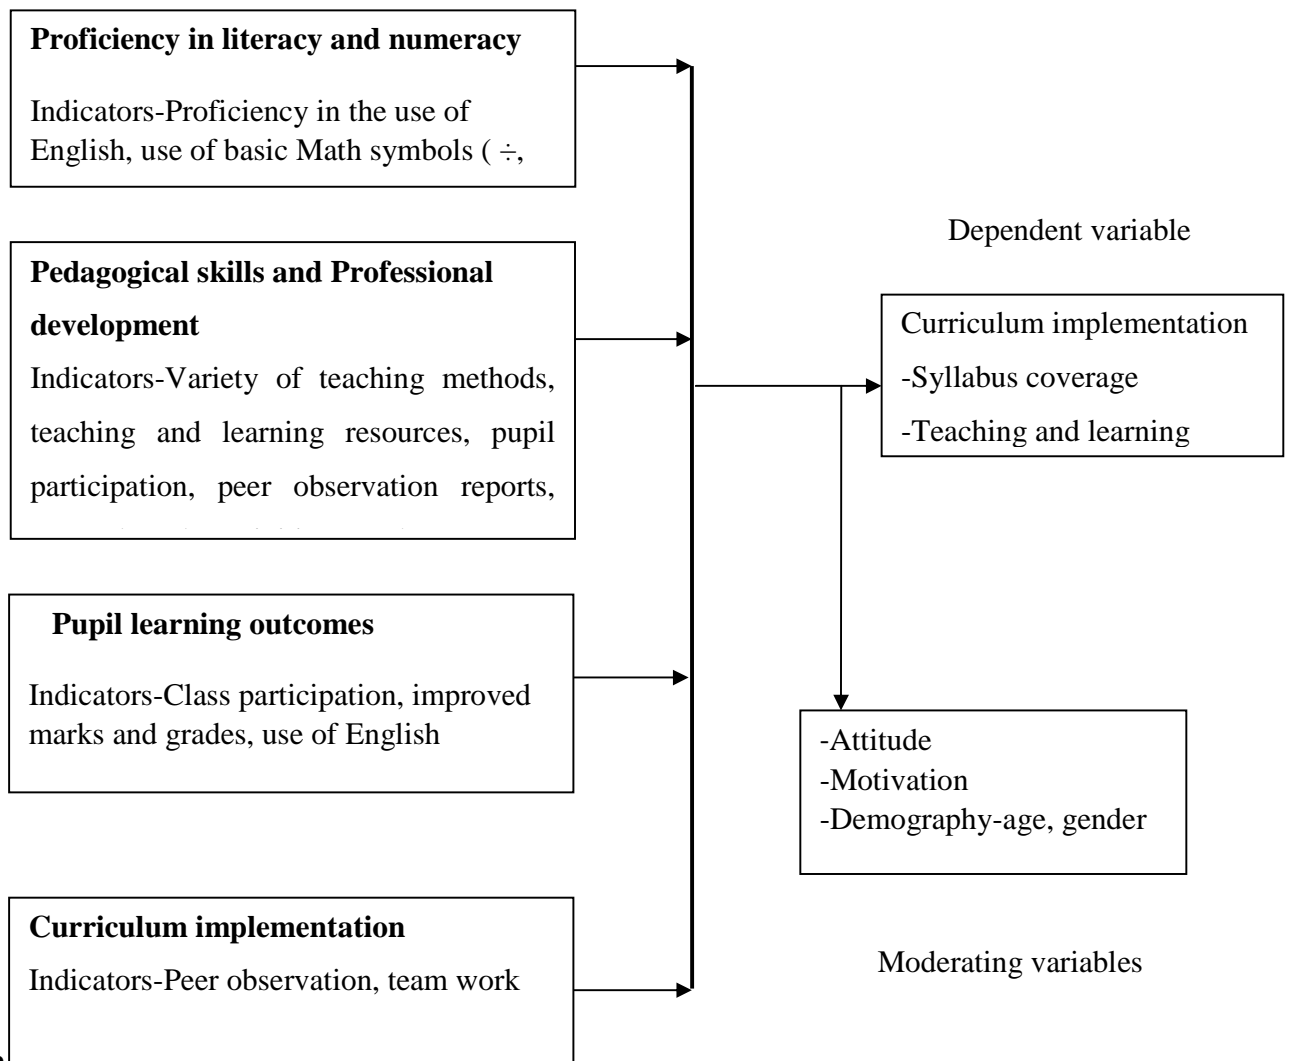 Proficiency in literacy and numeracy
Indicators-Proficiency in the use of
English, use of basic Math symbols ( ÷,
Pedagogical skills and Professional
development
Indicators-Variety of teaching methods,
teaching and learning resources, pupil
participation, peer observation reports,
Pupil learning outcomes
Indicators-Class participation, improved
marks and grades, use of English
Curriculum implementation
Indicators-Peer observation, team work
Dependent variable
Curriculum implementation
-Syllabus coverage
-Teaching and learning
-Attitude
-Motivation
-Demography-age, gender
Moderating variables